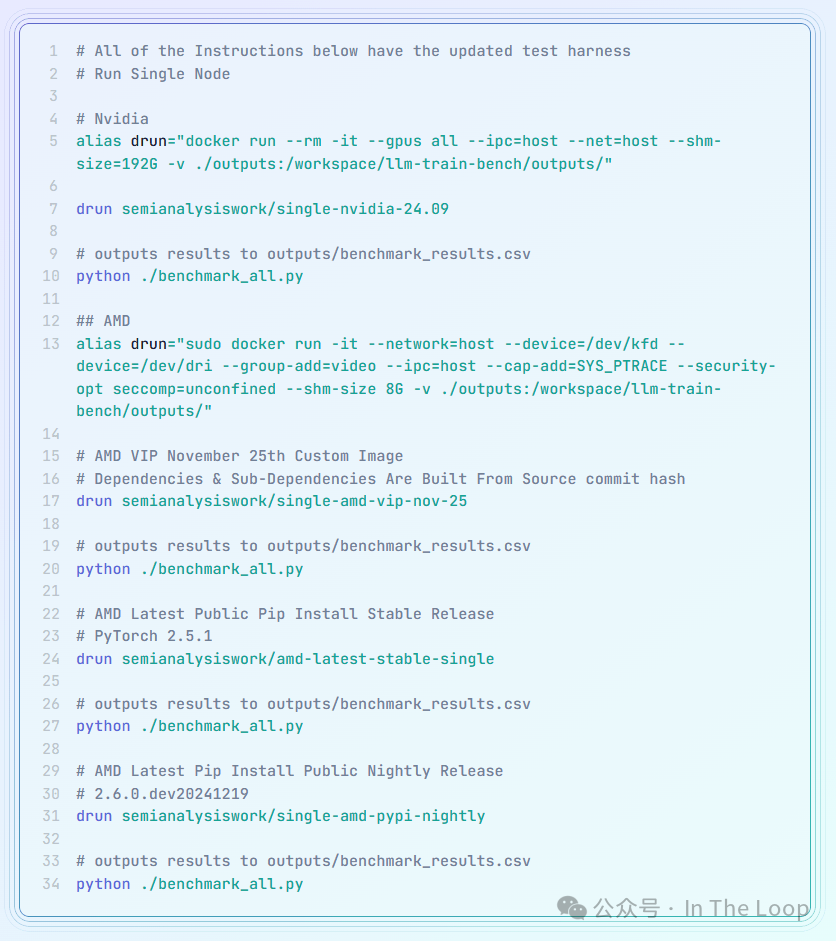 1 # All of the Instructions below have the updated test harness
2 # Run Single Node
3
4 # Nvidia
5 alias drun="docker run --rm -it --gpus all --ipc=host --net=host --shm-
size=192G -v ./outputs:/workspace/llm-train-bench/outputs/"
6
7 drun semianalysiswork/single-nvidia-24.09
8
9 # outputs results to outputs/benchmark_results.csv
10 python ./benchmark_all.py
11
12 ## AMD
13 alias drun="sudo docker run -it --network=host --device=/dev/kfd --
device=/dev/dri --group-add=video --ipc=host --cap-add=SYS_PTRACE --security-
opt seccomp=unconfined --shm-size 8G -v ./outputs:/workspace/llm-train-
bench/outputs/"
14
15 # AMD VIP November 25th Custom Image
16 # Dependencies & Sub-Dependencies Are Built From Source commit hash
17 drun semianalysiswork/single-amd-vip-nov-25
18
19 # outputs results to outputs/benchmark_results.csv
20 python ./benchmark_all.py
21
22 # AMD Latest Public Pip Install Stable Release
23 # PyTorch 2.5.1
24 drun semianalysiswork/amd-latest-stable-single
25
26 # outputs results to outputs/benchmark_results.csv
27 python ./benchmark_all.py
28
29 # AMD Latest Pip Install Public Nightly Release
30 # 2.6.0.dev20241219
31 drun semianalysiswork/single-amd-pypi-nightly
32
33 # outputs results to outputs/benchmark_results.csv
34 python ./benchmark_all.py
公众号 · In The Loop